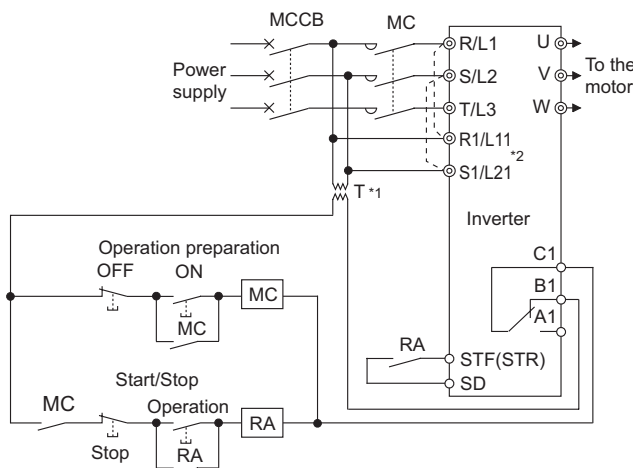 MCCB
MC
R/L1
U
Power
supply
S/L2
V
To the
motor
T/L3
W
R1/L11
*2
S1/L21
T *1
Inverter
Operation preparation
OFF
ON
MC
MC
C1
B1
A1
RA
STF(STR)
SD
Start/Stop
MC
Operation
RA
Stop
RA